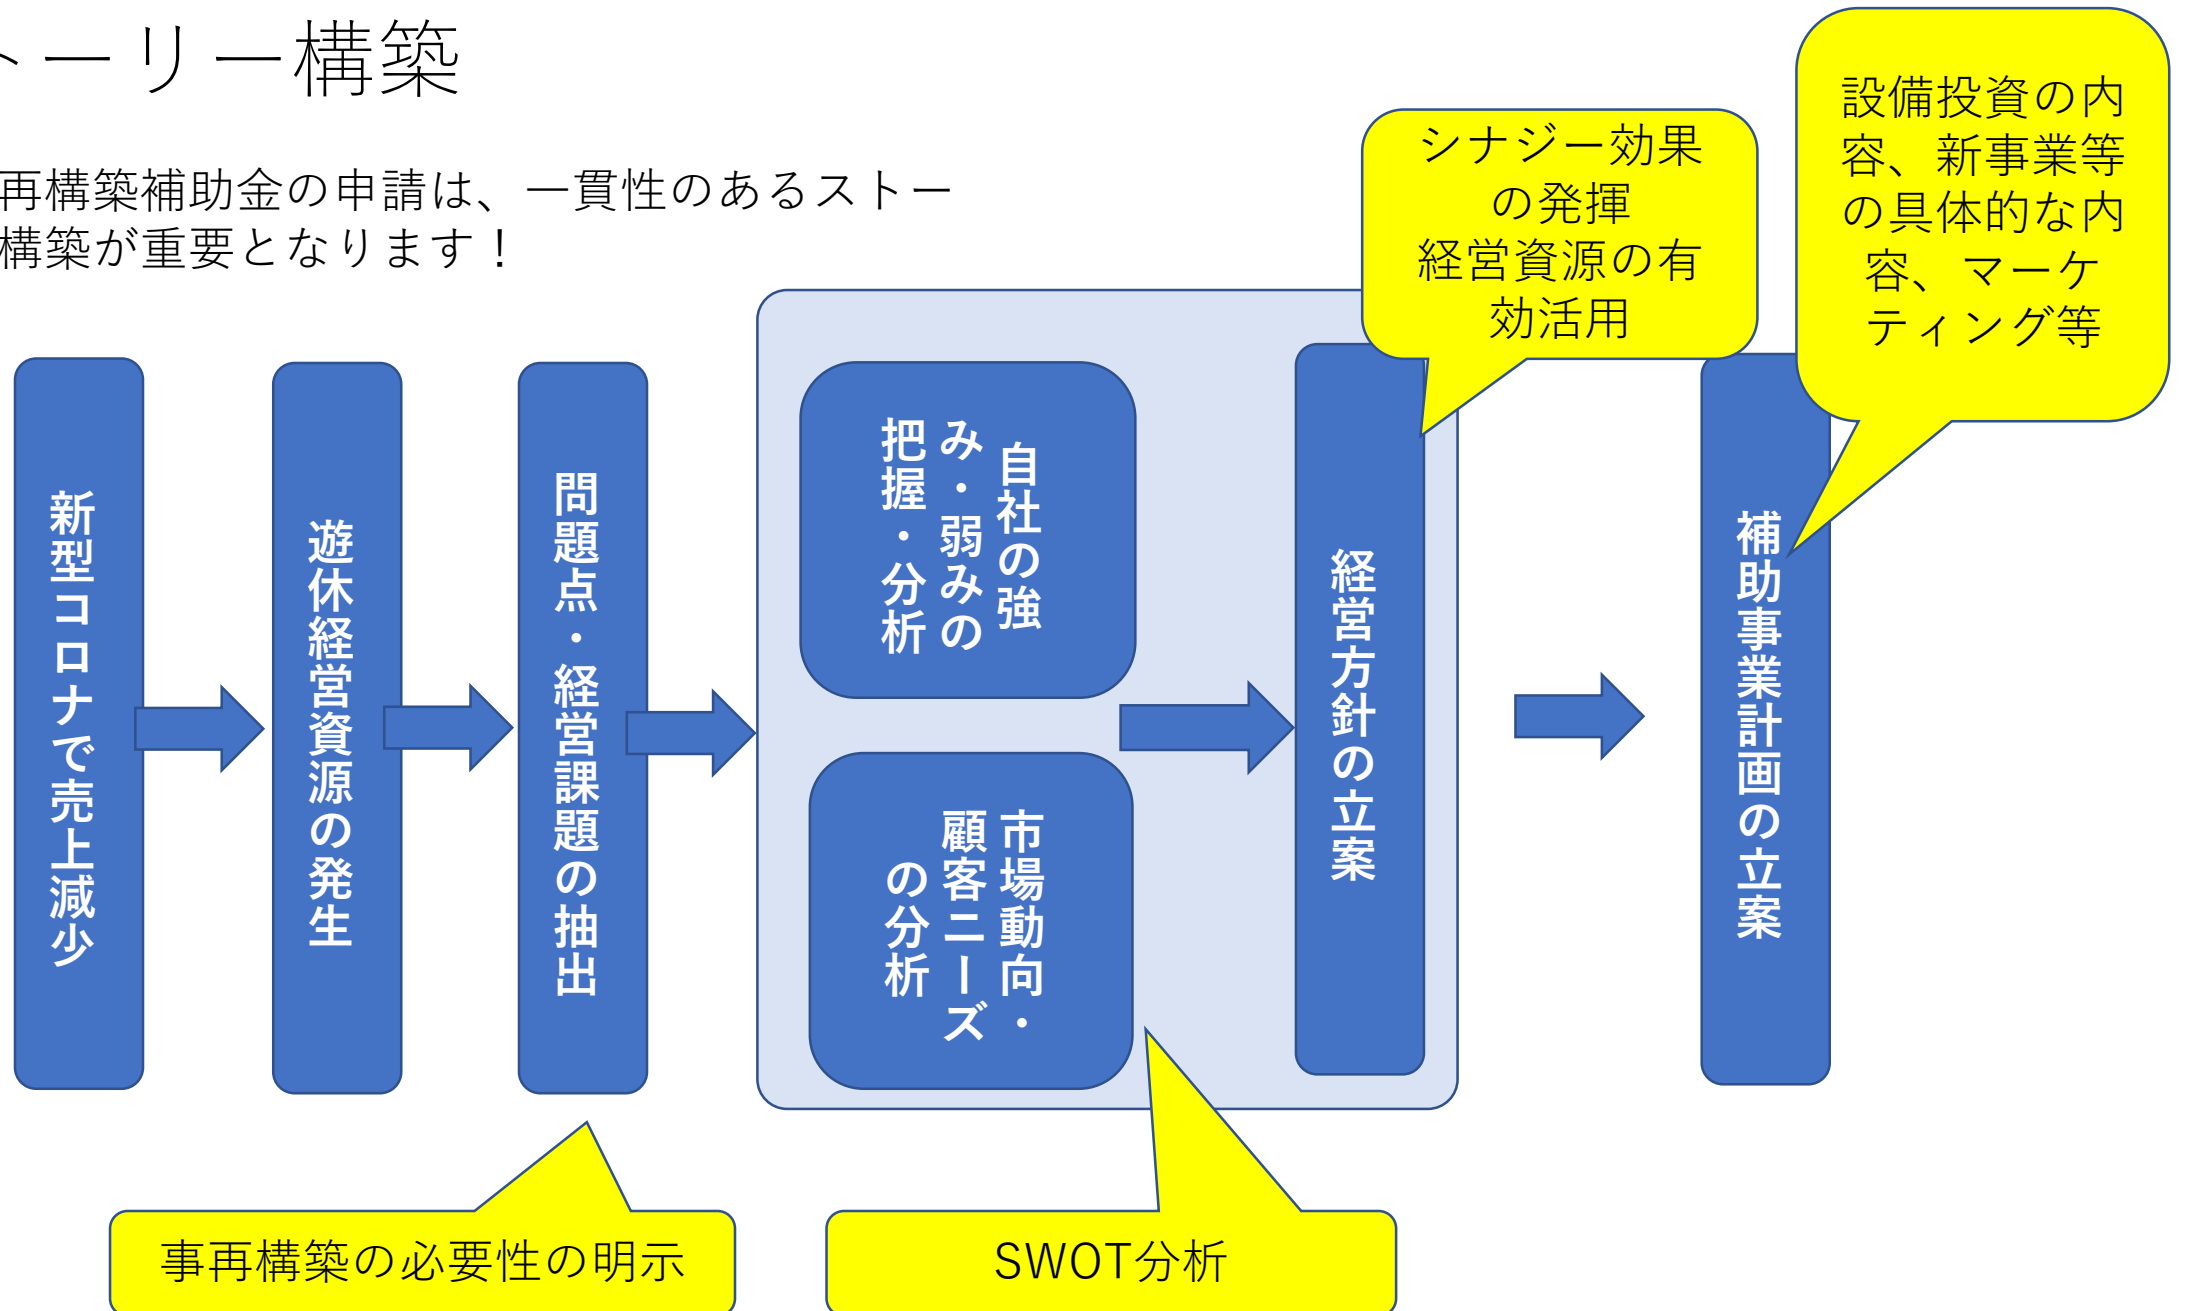 トーリー構築
再構築補助金の申請は、一貫性のあるストー
構築が重要となります！
シナジー効果
の発揮
経営資源の有
効活用
設備投資の内
容、新事業等
の具体的な内
容、マーケ
ティング等
新型コロナで売上減少
遊休経営資源の発生
問題点・経営課題の抽出
自社の強
み・弱みの
把握・分析
市場動向・
顧客ニーズ
の分析
経営方針の立案
補助事業計画の立案
事再構築の必要性の明示
SWOT分析